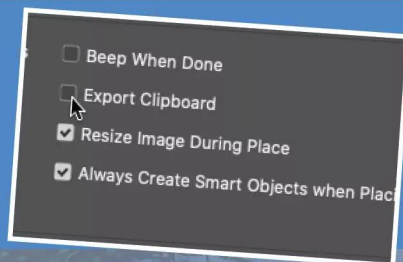 Beep When Done
Export Clipboard
Resize Image During Place
Always Create Smart Objects when Placi